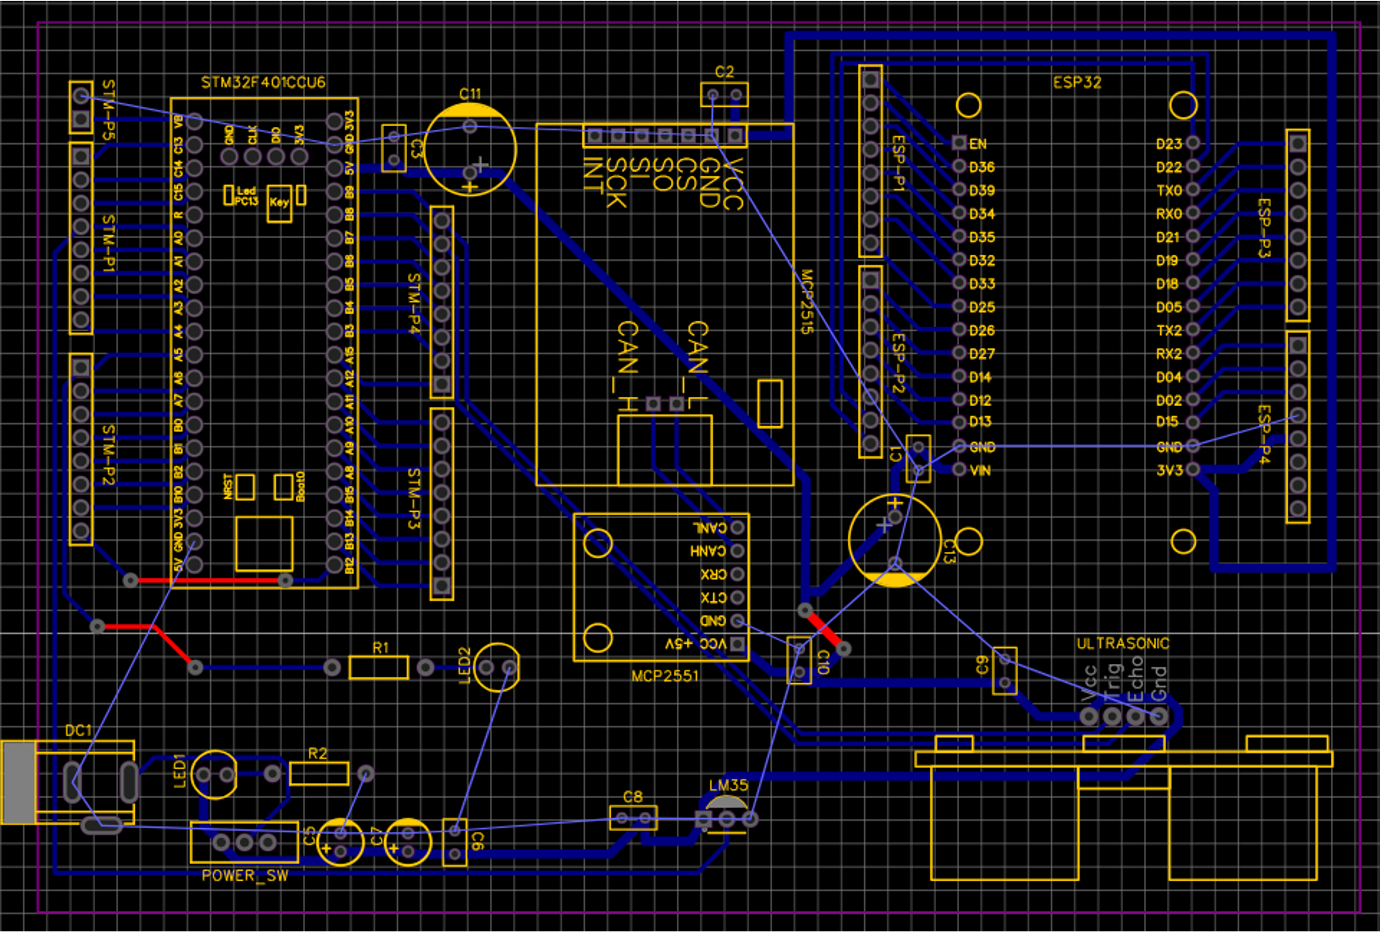 STM32F401CCU6
STM-P5
VB
C13
C14
C15
R
A0
A1
A2
A3
A4
A5
A6
A7
B0
B1
B2
B10
3V3
GND
5V
GND
CLK
DIO
3V3
Led
PC13
Key
NRST
Boot0
3V3
GND
5V
B9
B8
B7
B6
B5
B4
B3
A15
A12
A11
A10
A9
A8
B15
B14
B13
B12
STM-P1
STM-P2
STM-P4
STM-P3
C11
C3
C2
INT
SCK
SI
SO
CS
GND
VCC
MCP2515
CAN_H
CAN_L
CANL
CANH
CRX
CTX
GND
VCC +5V
MCP2551
ESP32
ESP-P1
ESP-P2
EN
D36
D39
D34
D35
D32
D33
D25
D26
D27
D14
D12
D13
GND
VIN
D23
D22
TX0
RX0
D21
D19
D18
D05
TX2
RX2
D04
D02
D15
GND
3V3
ESP-P3
ESP-P4
C1
C13
C10
C9
ULTRASONIC
Vcc
Trig
Echo
Gnd
R1
LED2
DC1
LED1
R2
POWER_SW
C5
C7
C6
C8
LM35